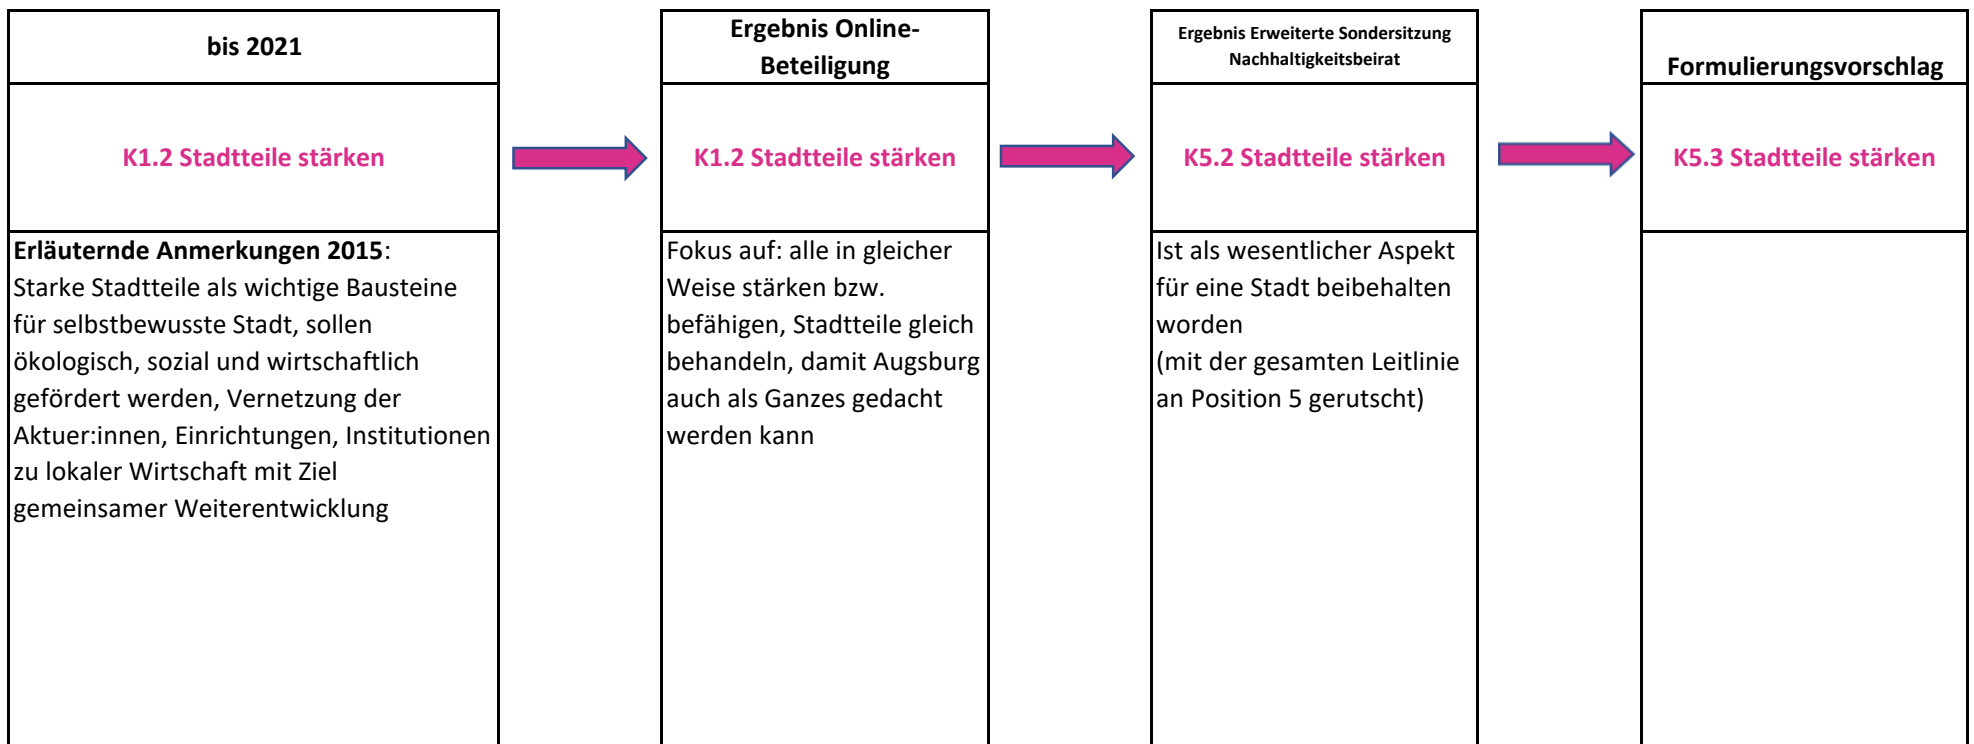 bis 2021
Ergebnis Online-
Beteiligung
Ergebnis Erweiterte Sondersitzung
Nachhaltigkeitsbeirat
Formulierungsvorschlag
K1.2 Stadtteile stärken
K1.2 Stadtteile stärken
K5.2 Stadtteile stärken
K5.3 Stadtteile stärken
Erläuternde Anmerkungen 2015:
Starke Stadtteile als wichtige Bausteine
für selbstbewusste Stadt, sollen
ökologisch, sozial und wirtschaftlich
gefördert werden, Vernetzung der
Aktuer:innen, Einrichtungen, Institutionen
zu lokaler Wirtschaft mit Ziel
gemeinsamer Weiterentwicklung
Fokus auf: alle in gleicher
Weise stärken bzw.
befähigen, Stadtteile gleich
behandeln, damit Augsburg
auch als Ganzes gedacht
werden kann
Ist als wesentlicher Aspekt
für eine Stadt beibehalten
worden
(mit der gesamten Leitlinie
an Position 5 gerutscht)